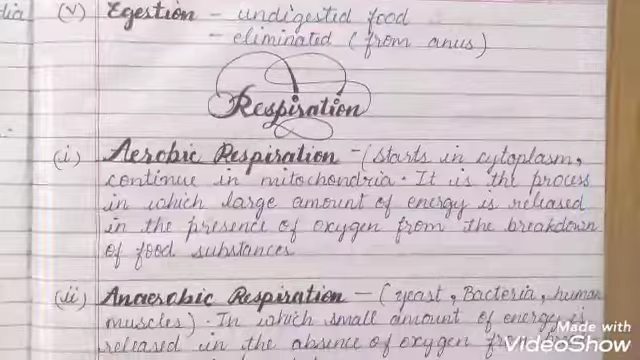 dia (v) Egestion - undigested food
- eliminated (from anus)
Respiration
(i) Aerobic Respiration - (Starts in cytoplasm,
continue in mitochondria. It is the process
in which large amount of energy is released
in the presence of oxygen from the breakdown
of food substances
(ii) Anaerobic Respiration - (yeast, Bacteria, human
muscles). In which small amount of energy is
released in the absence of oxygen from
Made with
VideoShow